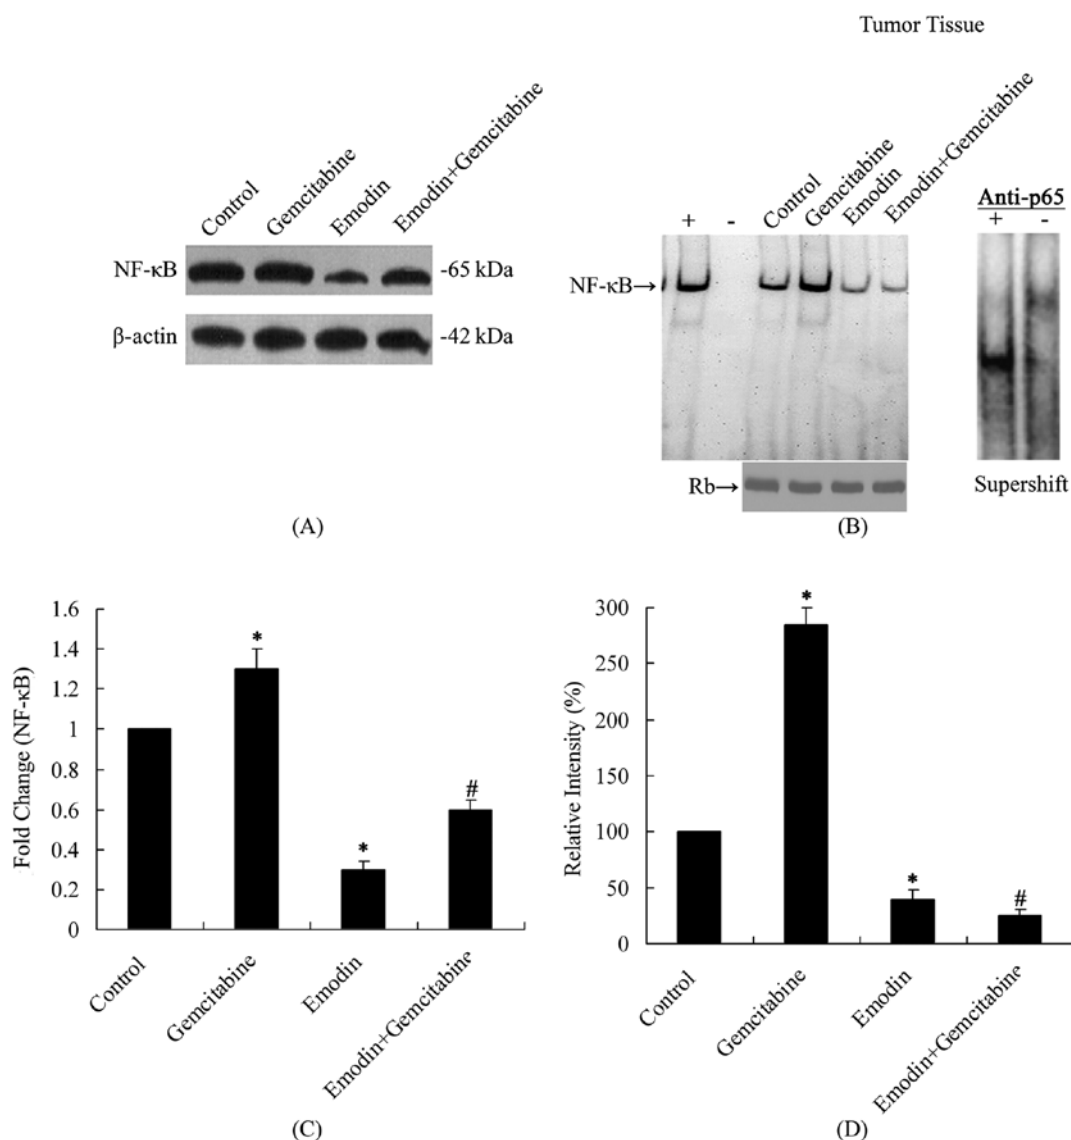 Tumor Tissue
Control
Gemcitabine
Emodin
Emodin+Gemcitabine
NF-κB
-65 kDa
β-actin
-42 kDa
(A)
+
-
Control
Gemcitabine
Emodin
Emodin+Gemcitabine
NF-κB→
Rb→
(B)
Anti-p65
+
-
Supershift
Fold Change (NF-κB)
1.6
1.4
1.2
1
0.8
0.6
0.4
0.2
0
*
*
#
Control
Gemcitabine
Emodin
Emodin+Gemcitabine
(C)
Relative Intensity (%)
300
250
200
150
100
50
0
*
*
#
Control
Gemcitabine
Emodin
Emodin+Gemcitabine
(D)